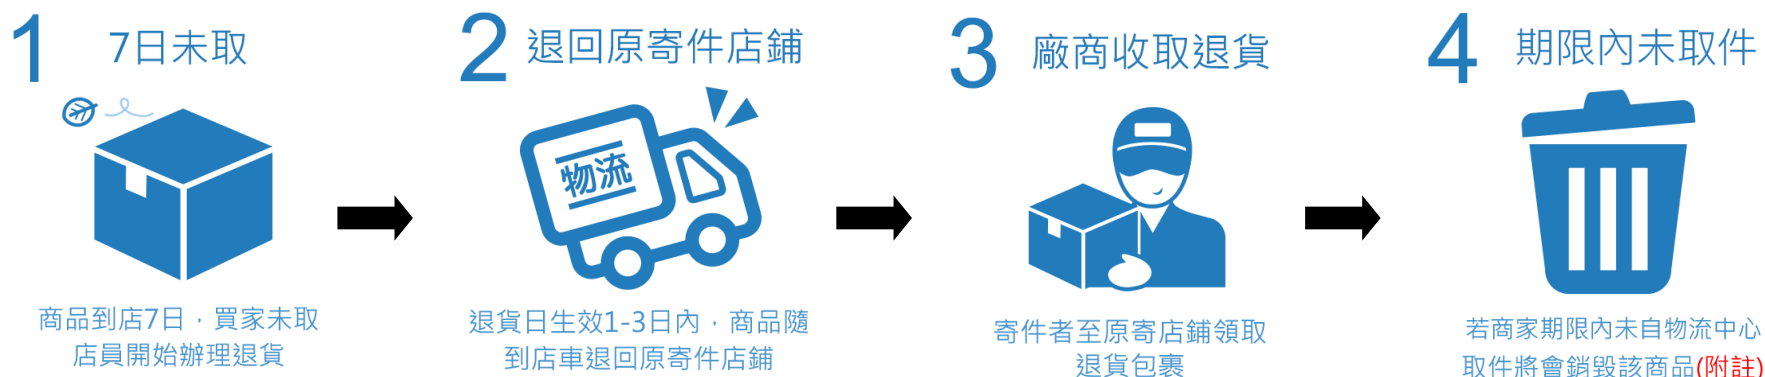 1 7日未取
物流
商品到店7日，買家未取
店員開始辦理退貨
2 退回原寄件店鋪
退貨日生效1-3日內，商品隨
到店車退回原寄件店鋪
3 廠商收取退貨
寄件者至原寄店鋪領取
退貨包裹
4 期限內未取件
若商家期限內未自物流中心
取件將會銷毀該商品(附註)